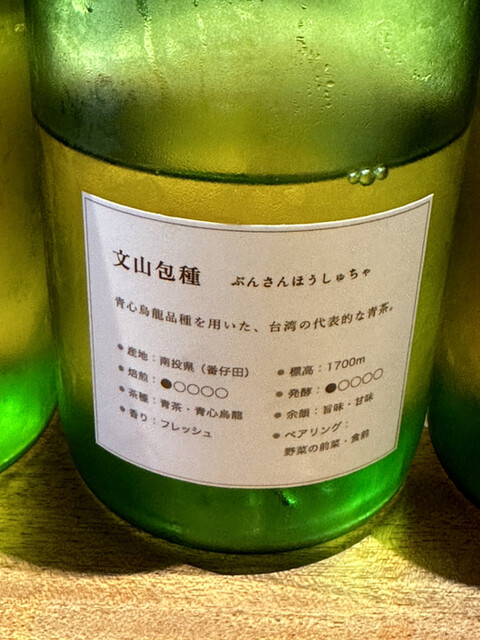 文山包種 ぶんさんほうしゅちゃ
青心烏龍品種を用いた、台湾の代表的な青茶。
● 産地：南投県（番仔田）
● 焙煎：●○○○○
● 茶種：青茶・青心烏龍
● 香り：フレッシュ
● 標高：1700m
● 発酵：●○○○○
● 余韻：旨味・甘味
● ペアリング：
野菜の前菜・食前